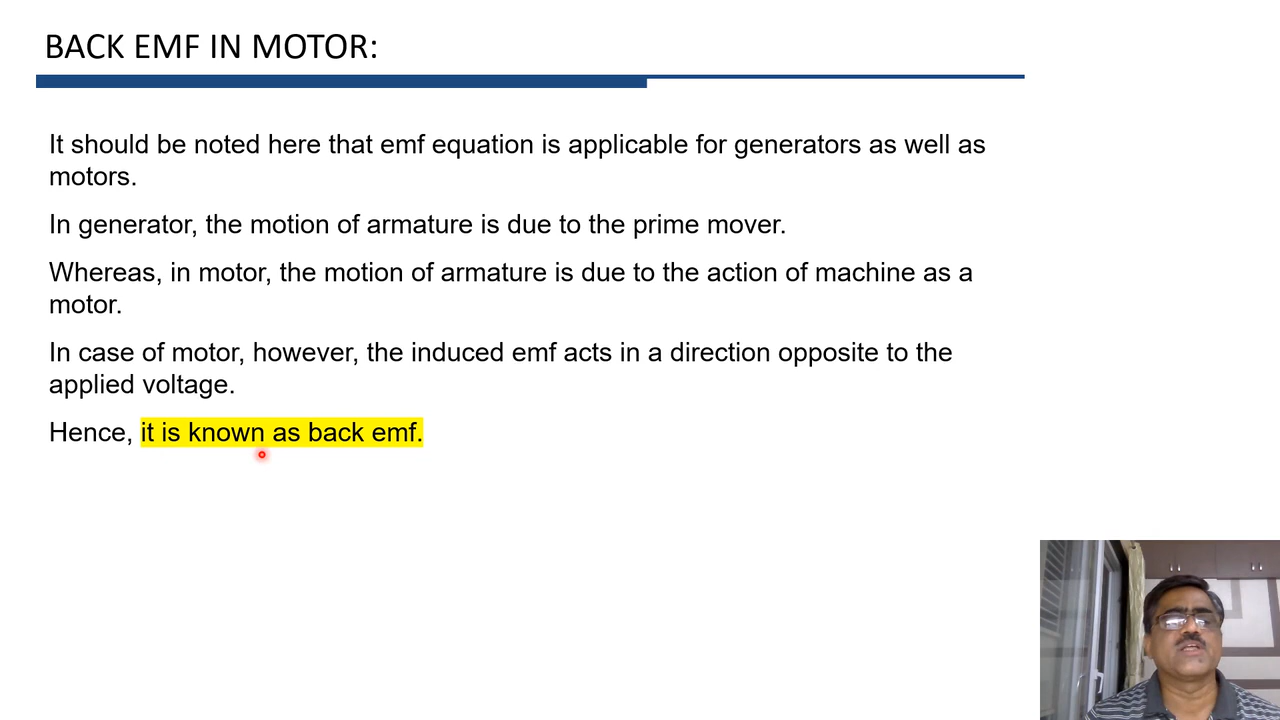 BACK EMF IN MOTOR:
It should be noted here that emf equation is applicable for generators as well as
motors.
In generator, the motion of armature is due to the prime mover.
Whereas, in motor, the motion of armature is due to the action of machine as a
motor.
In case of motor, however, the induced emf acts in a direction opposite to the
applied voltage.
Hence, it is known as back emf.